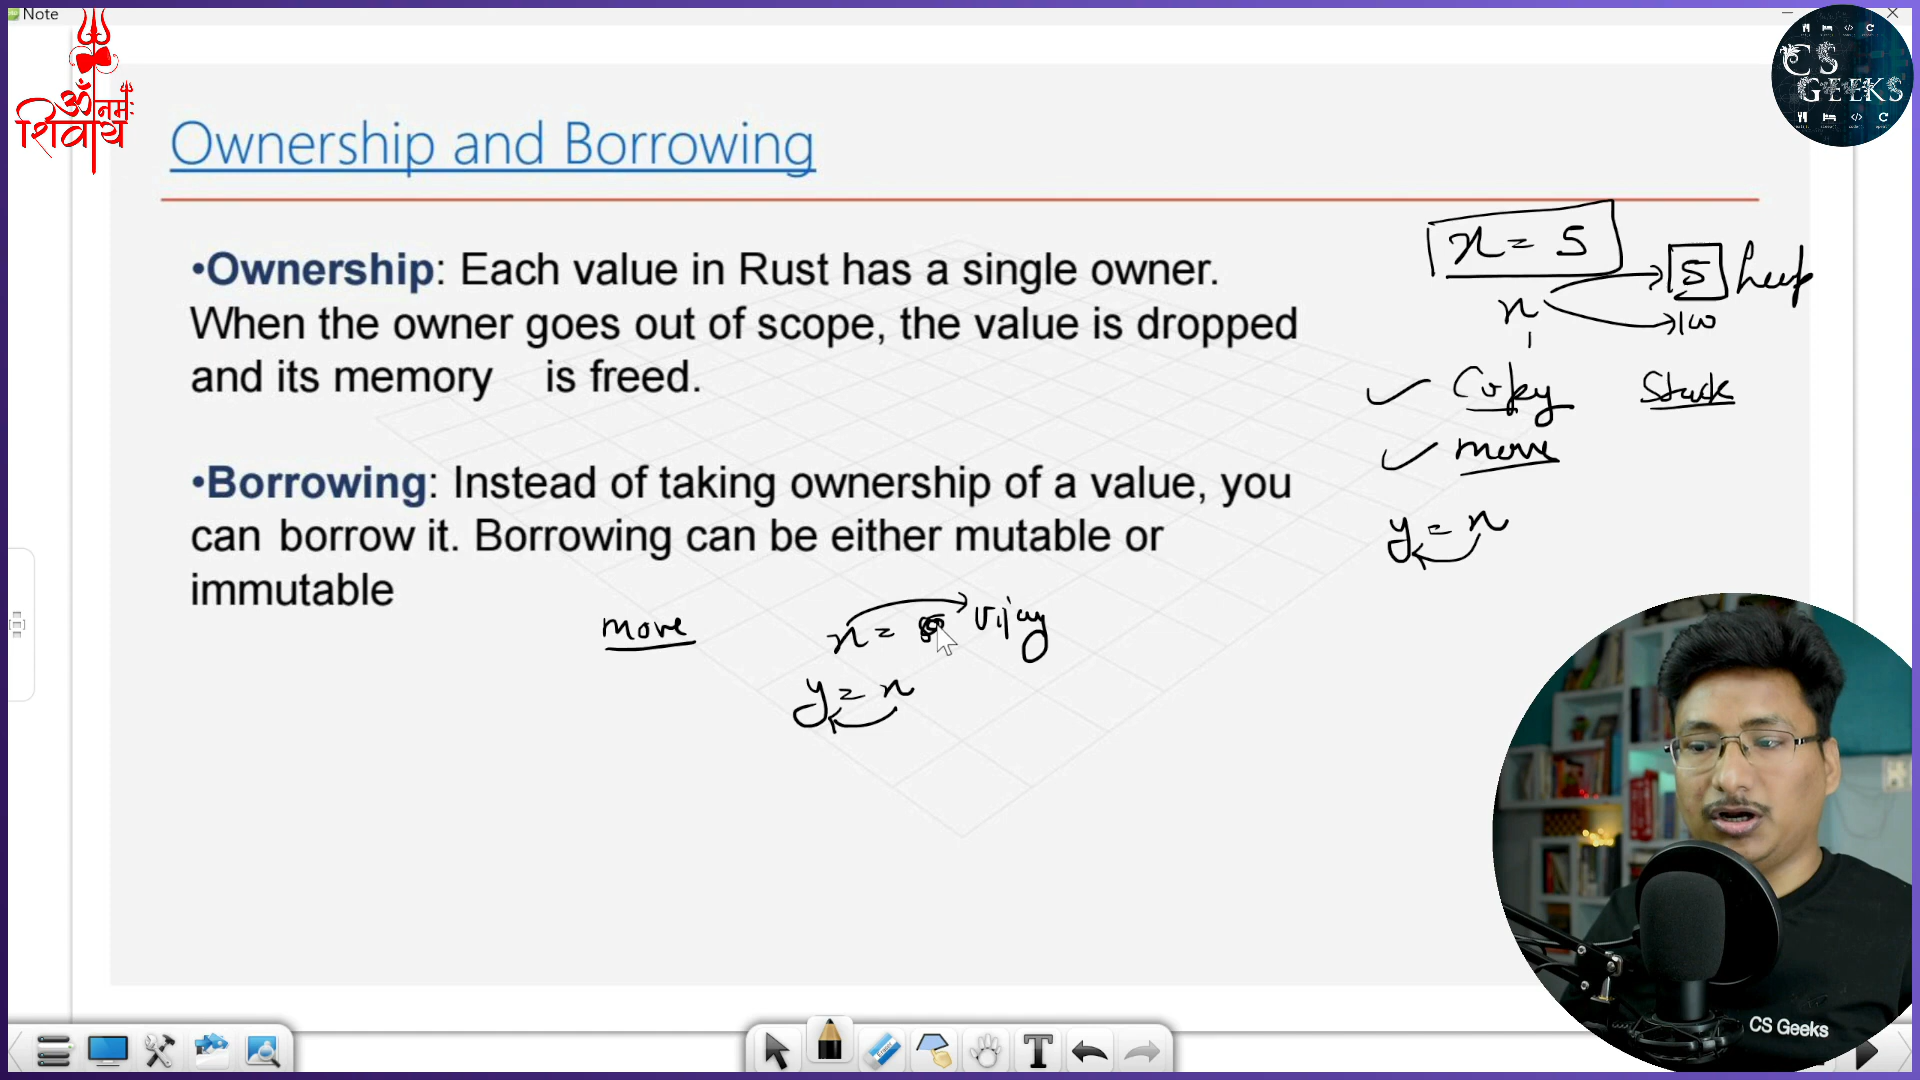 Note
ॐ नमः
शिवाय
CS
GEEKS
Ownership and Borrowing
•Ownership: Each value in Rust has a single owner.
When the owner goes out of scope, the value is dropped
and its memory is freed.
•Borrowing: Instead of taking ownership of a value, you
can borrow it. Borrowing can be either mutable or
immutable
x = 5
x
5 heap
100
Copy Stack
move
y = x
move
x = Vijay
y = x
CS Geeks